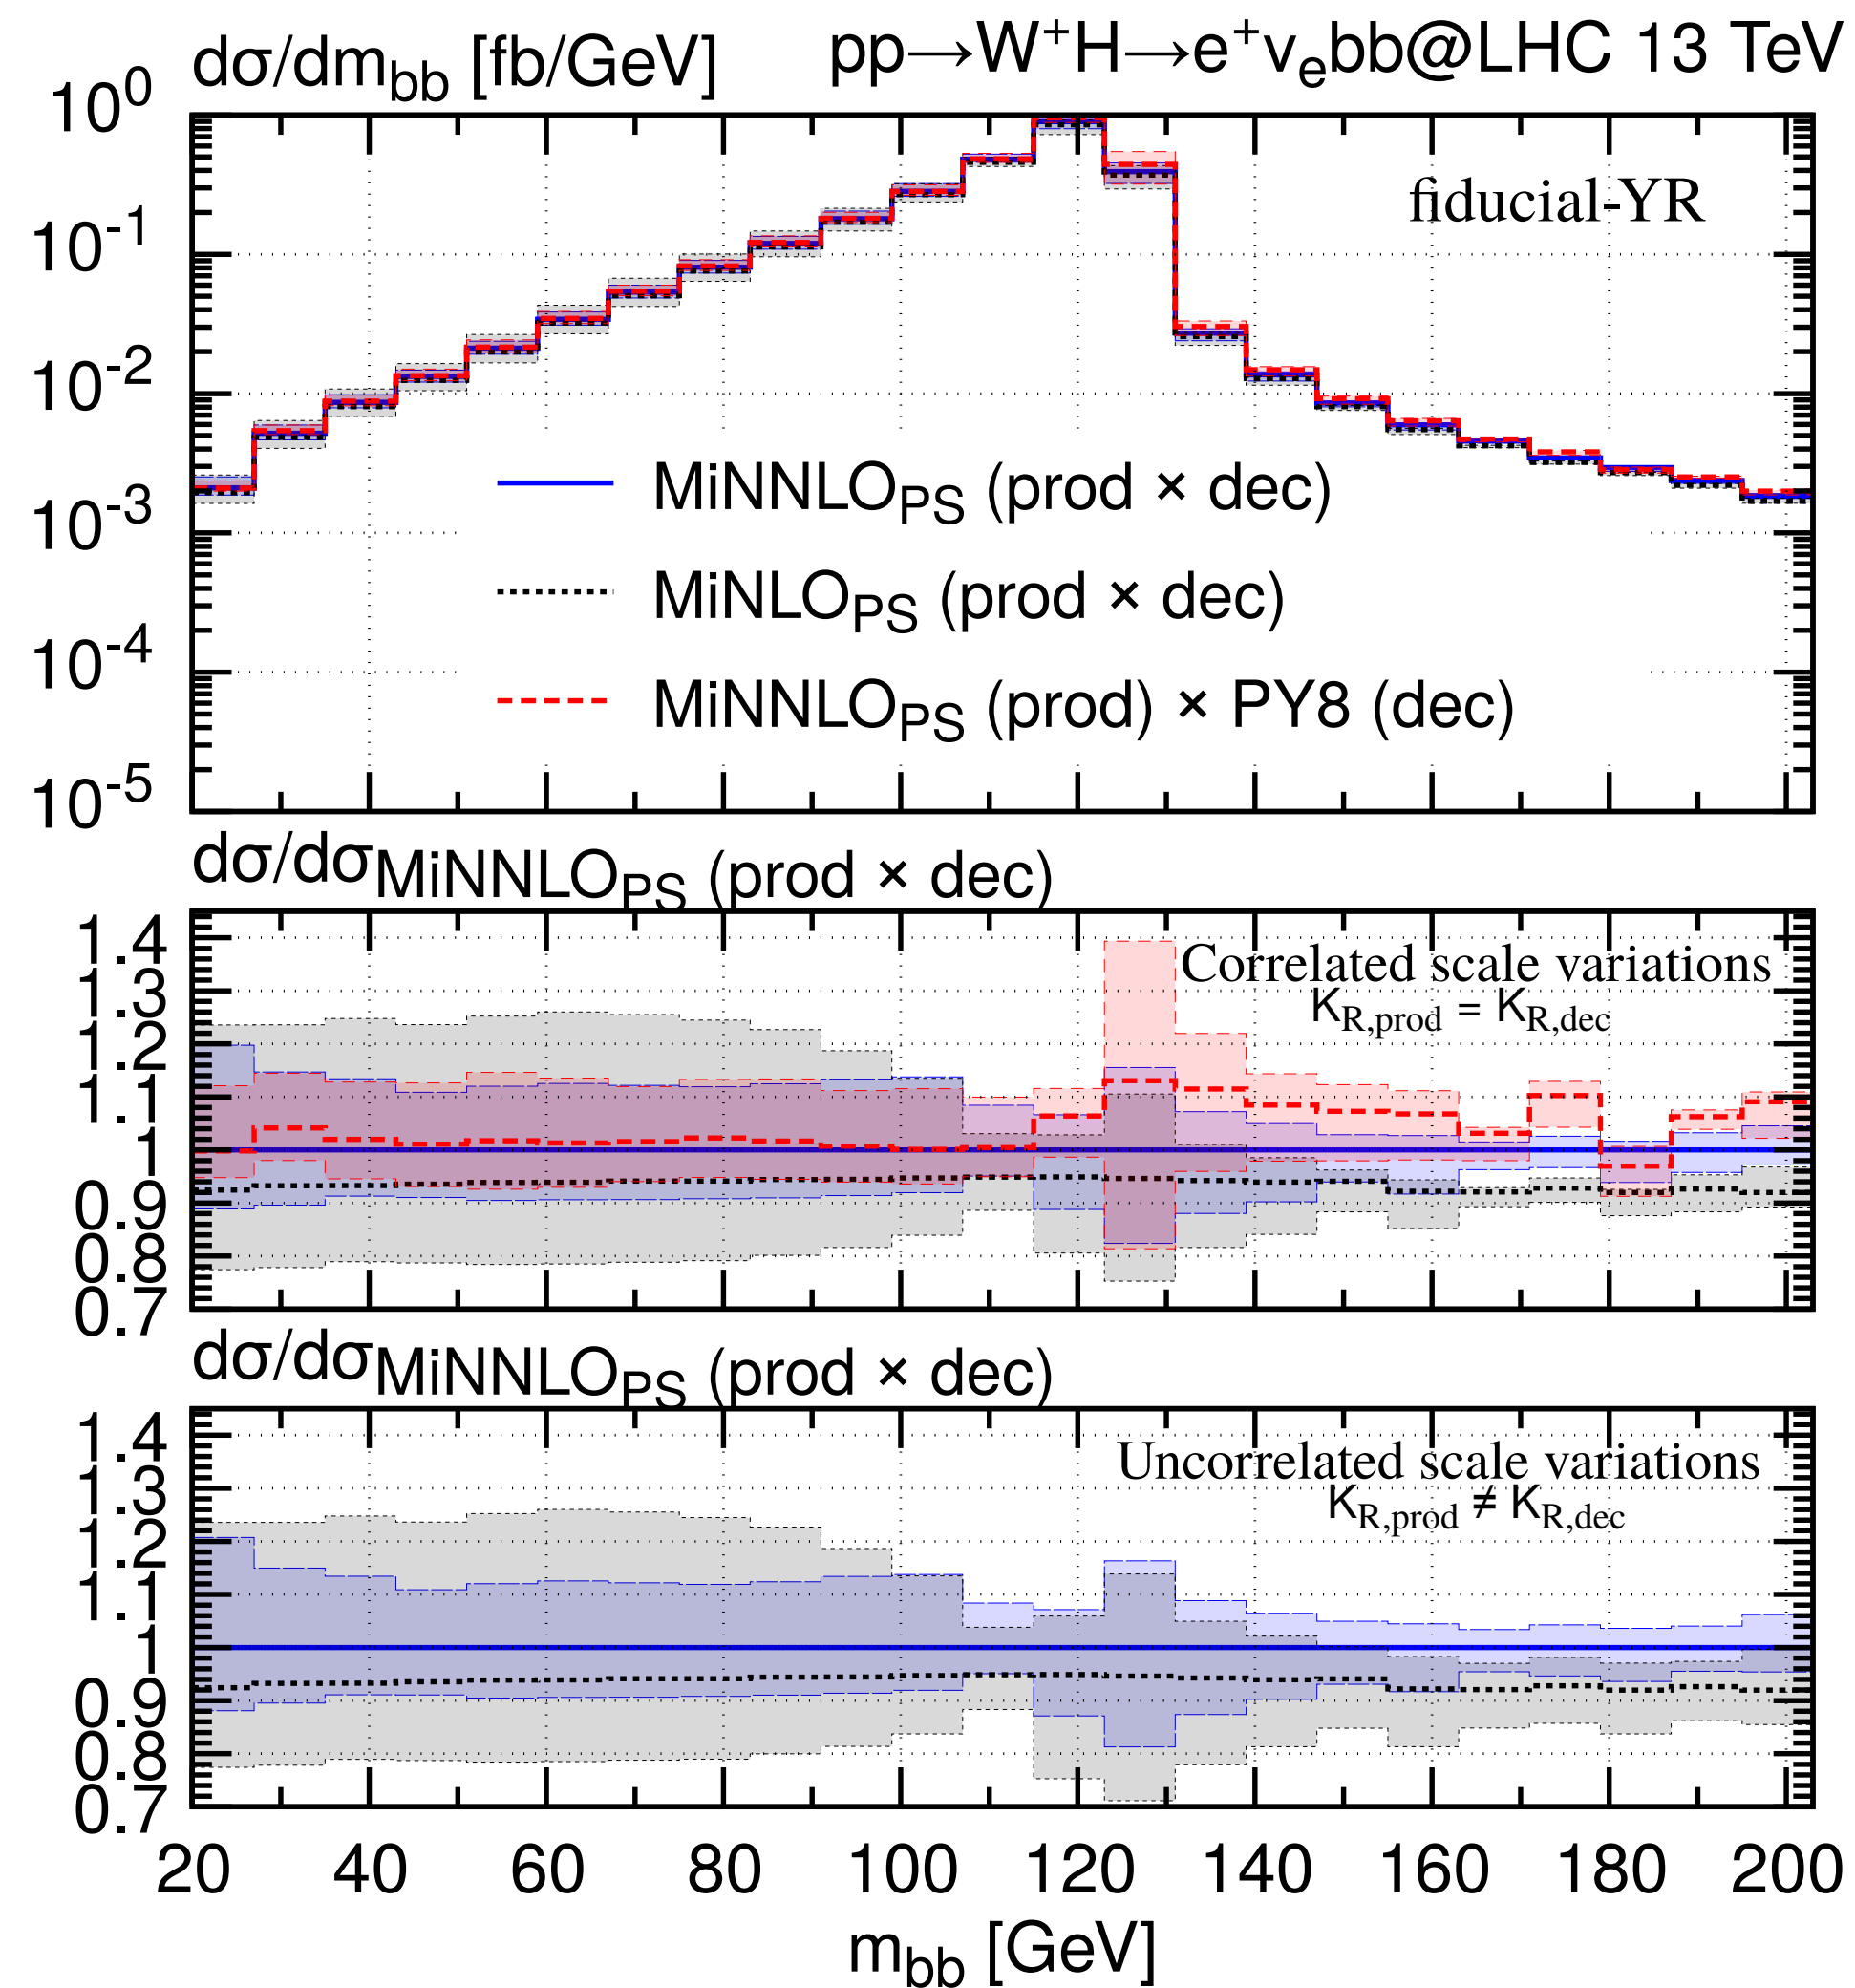 dσ/dm_bb [fb/GeV] pp→W⁺H→e⁺ν_e bb@LHC 13 TeV
10⁰
fiducial-YR
10⁻¹
10⁻²
MiNNLO_PS (prod × dec)
10⁻³
MiNLO_PS (prod × dec)
10⁻⁴
MiNNLO_PS (prod) × PY8 (dec)
10⁻⁵
dσ/dσ_MiNNLO_PS (prod × dec)
1.4
Correlated scale variations
1.3
K_R,prod = K_R,dec
1.2
1.1
1
0.9
0.8
0.7
dσ/dσ_MiNNLO_PS (prod × dec)
1.4
Uncorrelated scale variations
1.3
K_R,prod ≠ K_R,dec
1.2
1.1
1
0.9
0.8
0.7
20 40 60 80 100 120 140 160 180 200
m_bb [GeV]